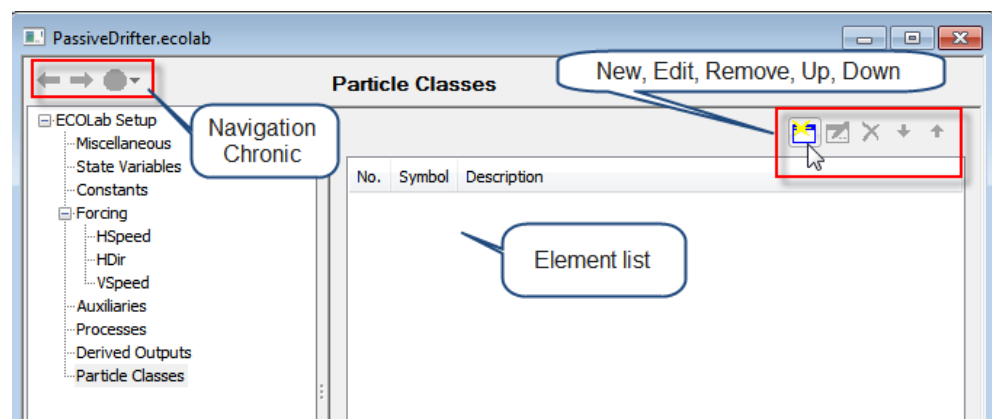 PassiveDrifter.ecolab
Particle Classes
New, Edit, Remove, Up, Down
Navigation
Chronic
ECOLab Setup
Miscellaneous
State Variables
Constants
Forcing
HSpeed
HDir
VSpeed
Auxiliaries
Processes
Derived Outputs
Particle Classes
No. Symbol Description
Element list